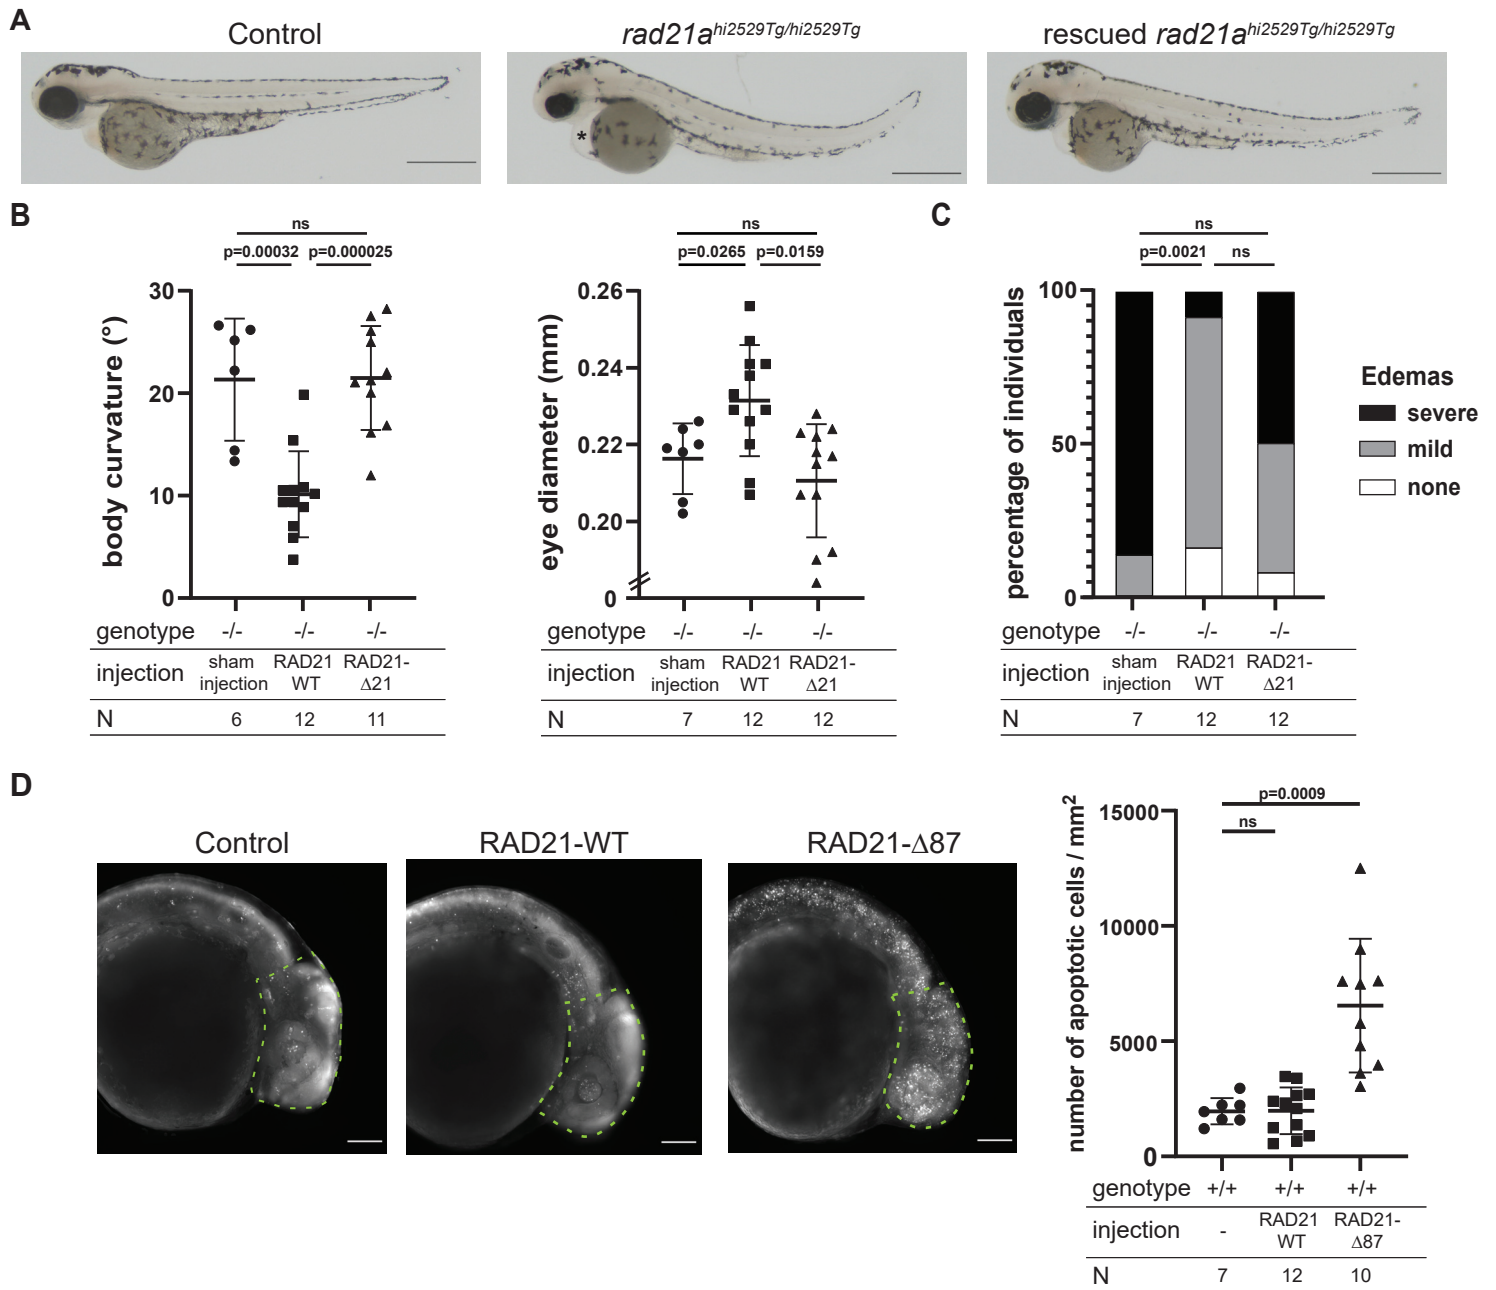 A
Control
rad21a^hi2529Tg/hi2529Tg
rescued rad21a^hi2529Tg/hi2529Tg
*
B
ns
p=0.00032 p=0.000025
body curvature (°)
30
20
10
0
genotype -/- -/- -/-
injection sham injection RAD21 WT RAD21-Δ21
N 6 12 11
ns
p=0.0265 p=0.0159
eye diameter (mm)
0.26
0.24
0.22
0.20
0
genotype -/- -/- -/-
injection sham injection RAD21 WT RAD21-Δ21
N 7 12 12
C
ns
p=0.0021 ns
percentage of individuals
100
50
0
Edemas
severe
mild
none
genotype -/- -/- -/-
injection sham injection RAD21 WT RAD21-Δ21
N 7 12 12
D
Control
RAD21-WT
RAD21-Δ87
p=0.0009
ns
number of apoptotic cells / mm²
15000
10000
5000
0
genotype +/+ +/+ +/+
injection - RAD21 WT RAD21-Δ87
N 7 12 10